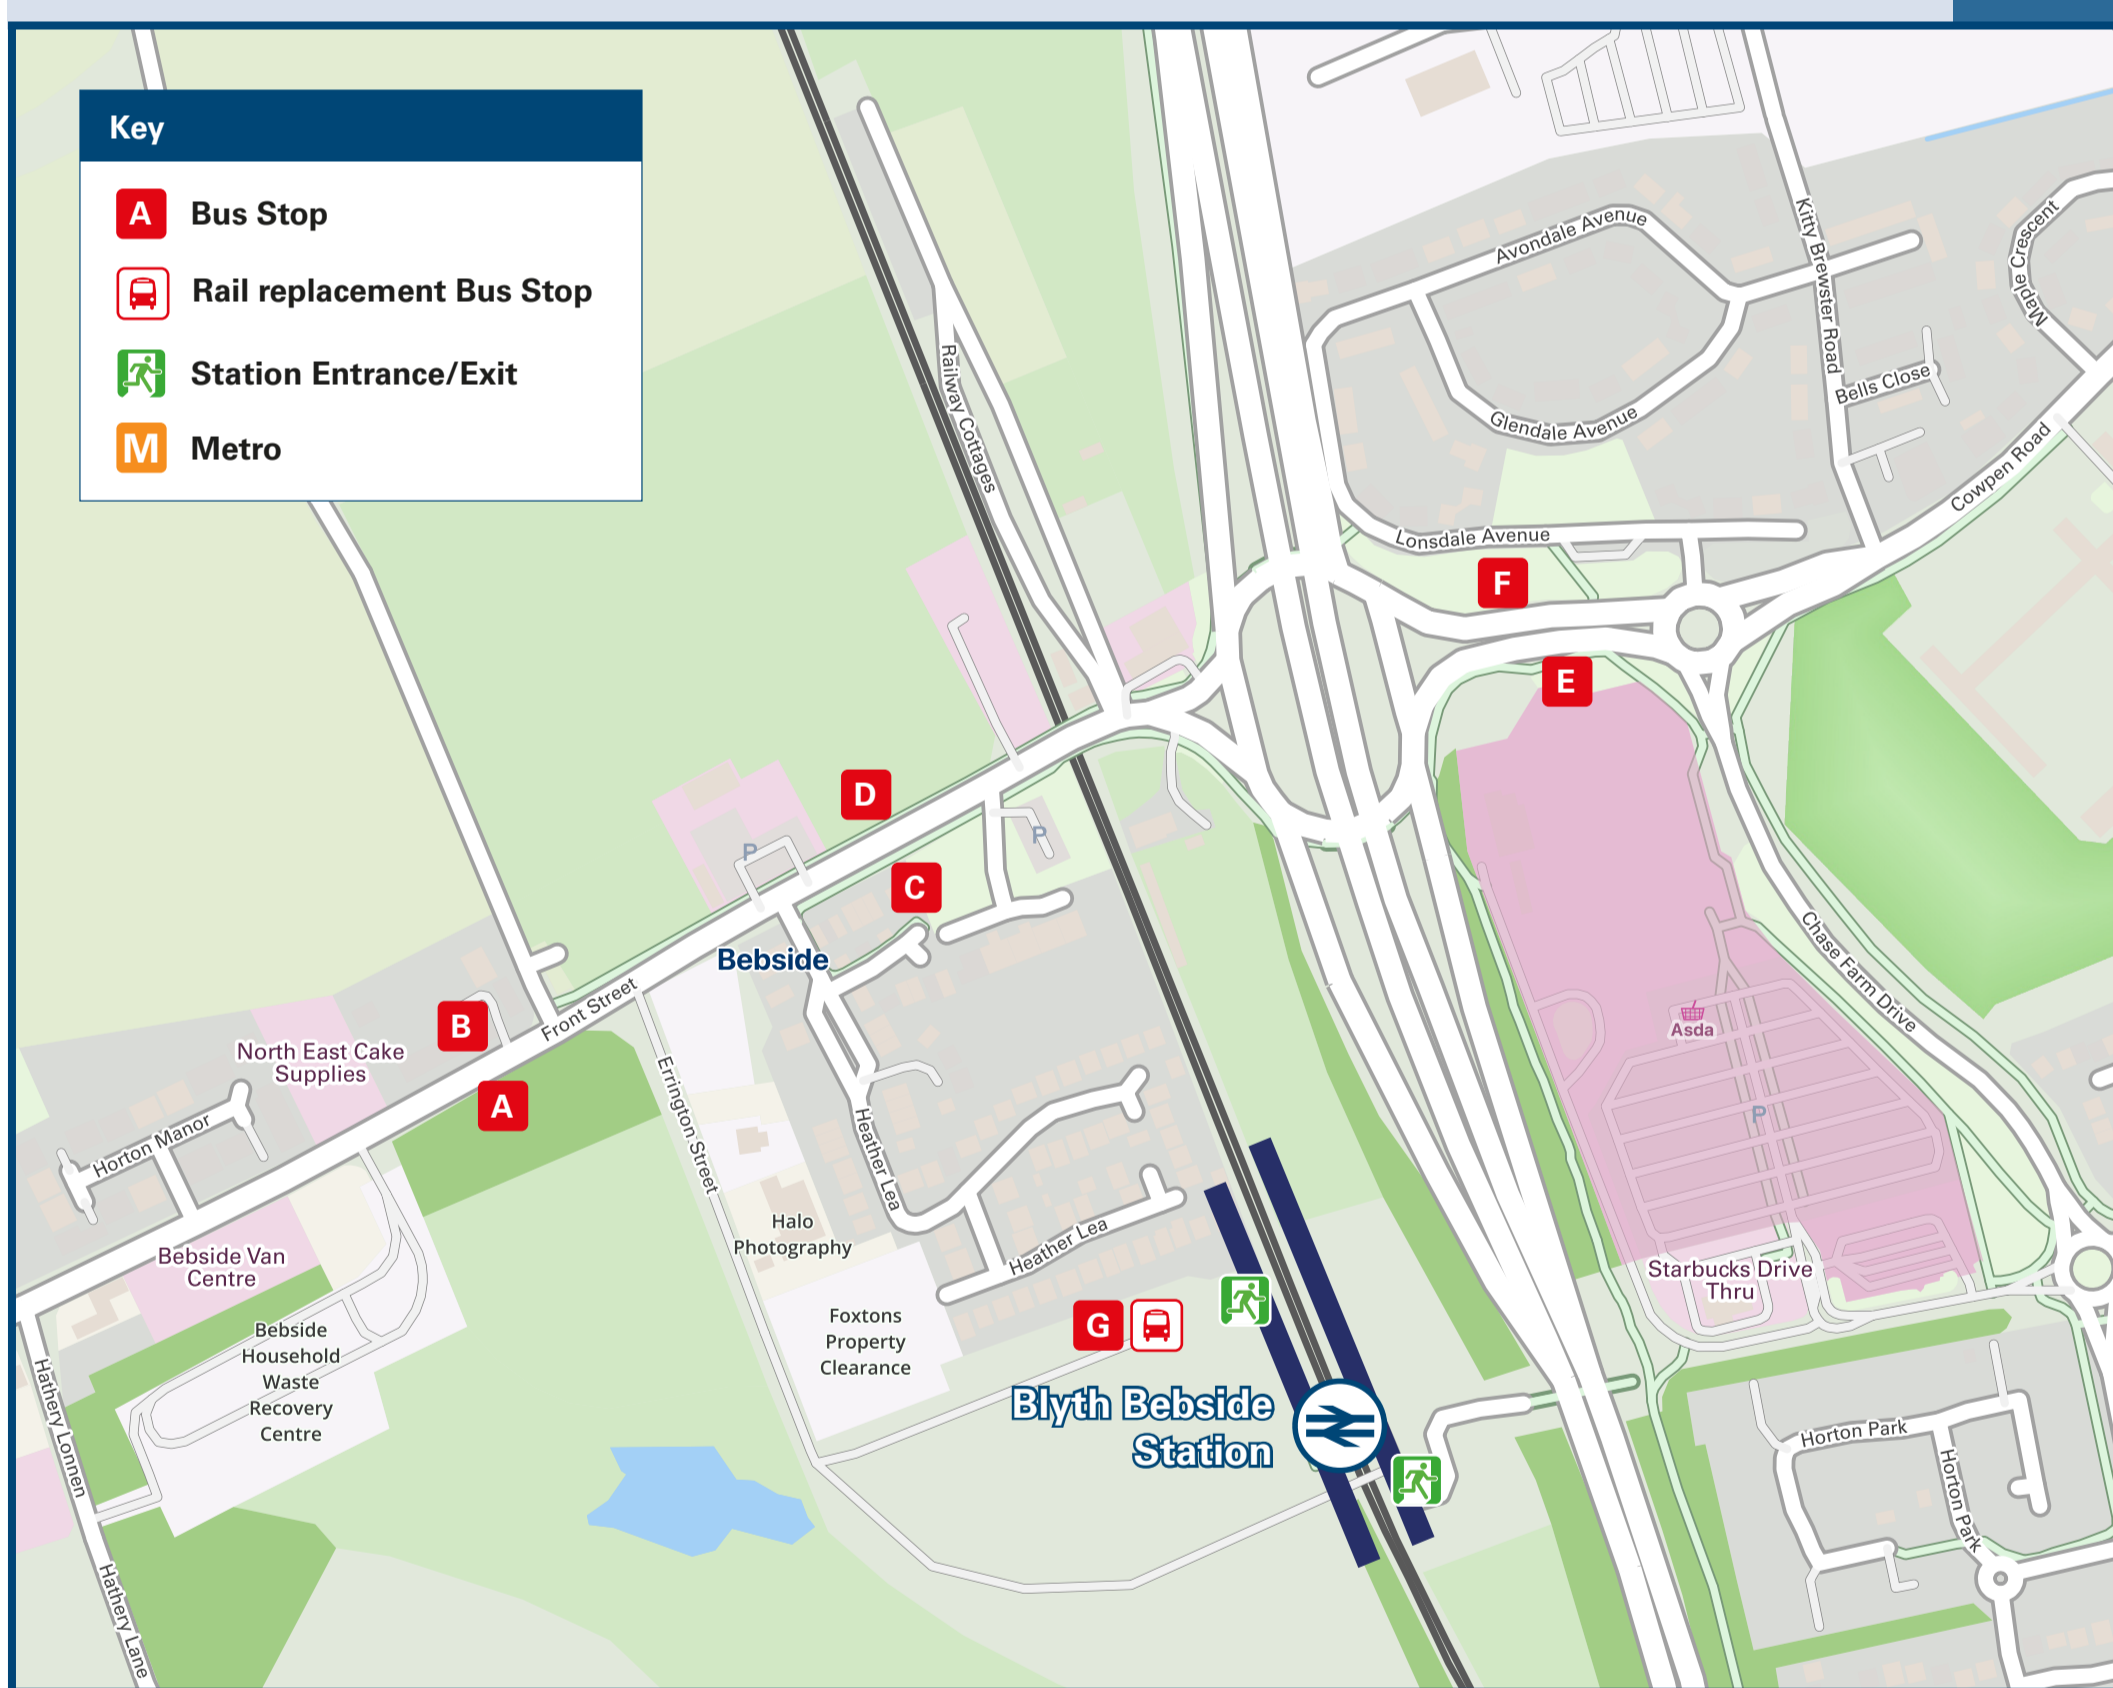 Key
A Bus Stop
Rail replacement Bus Stop
Station Entrance/Exit
M Metro
Avondale Avenue
Kitty Brewster Road
Maple Crescent
Railway Cottages
Bells Close
Glendale Avenue
Cowpen Road
Lonsdale Avenue
F
E
D
P
P
C
Bebside
Chase Farm Drive
Front Street
B
Asda
North East Cake
Supplies
A
Errington Street
P
Horton Manor
Heather Lea
Halo
Photography
Heather Lea
Bebside Van
Centre
Starbucks Drive
Thru
G
Foxtons
Property
Clearance
Bebside
Household
Waste
Recovery
Centre
Blyth Bebside
Station
Hathery Lonnen
Horton Park
Horton Park
Hathery Lane